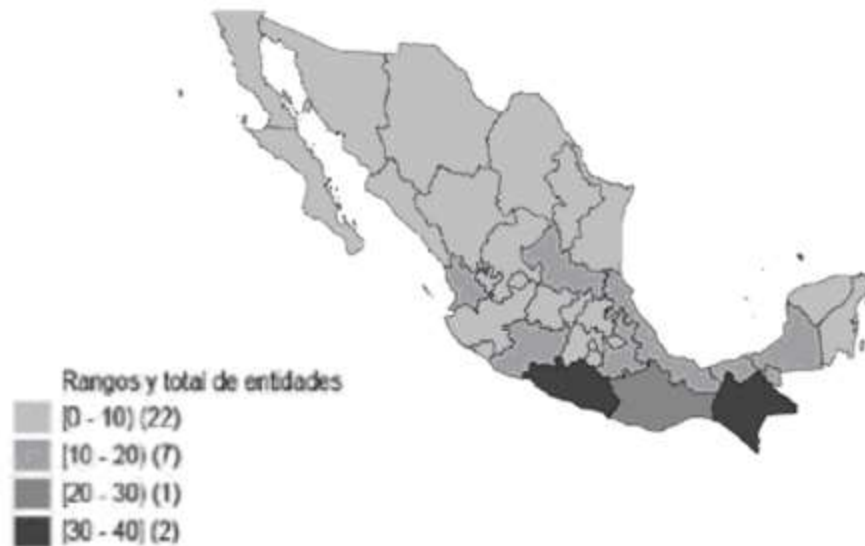 Rangos y total de entidades
[0 - 10) (22)
[10 - 20) (7)
[20 - 30) (1)
[30 - 40] (2)